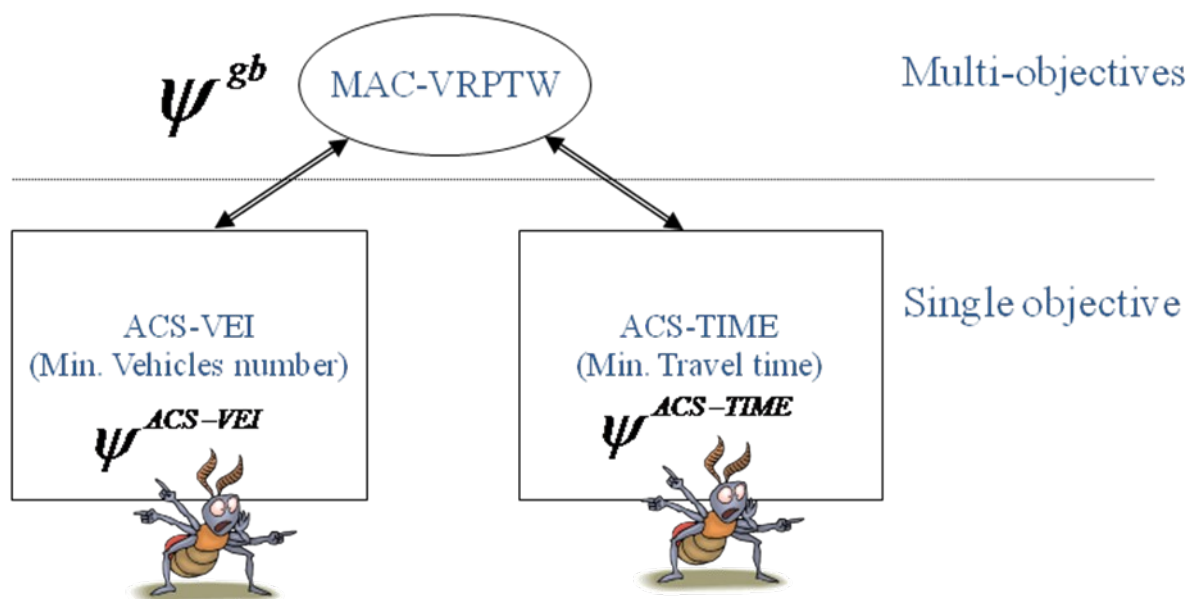 ψ^gb
MAC-VRPTW
Multi-objectives
ACS-VEI
(Min. Vehicles number)
ψ^ACS-VEI
ACS-TIME
(Min. Travel time)
ψ^ACS-TIME
Single objective